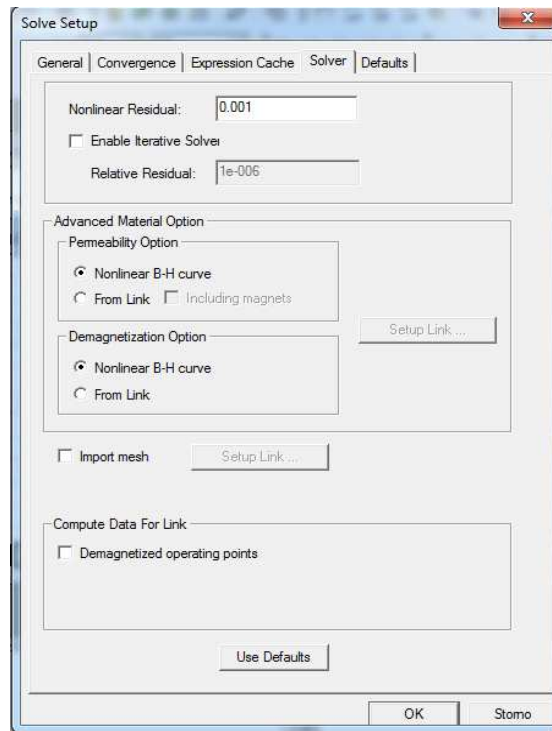 Solve Setup
x
General | Convergence | Expression Cache | Solver | Defaults
Nonlinear Residual: 0.001
Enable Iterative Solver
Relative Residual: 1e-006
Advanced Material Option
Permeability Option
Nonlinear B-H curve
From Link Including magnets
Setup Link ...
Demagnetization Option
Nonlinear B-H curve
From Link
Import mesh Setup Link ...
Compute Data For Link
Demagnetized operating points
Use Defaults
OK Storno